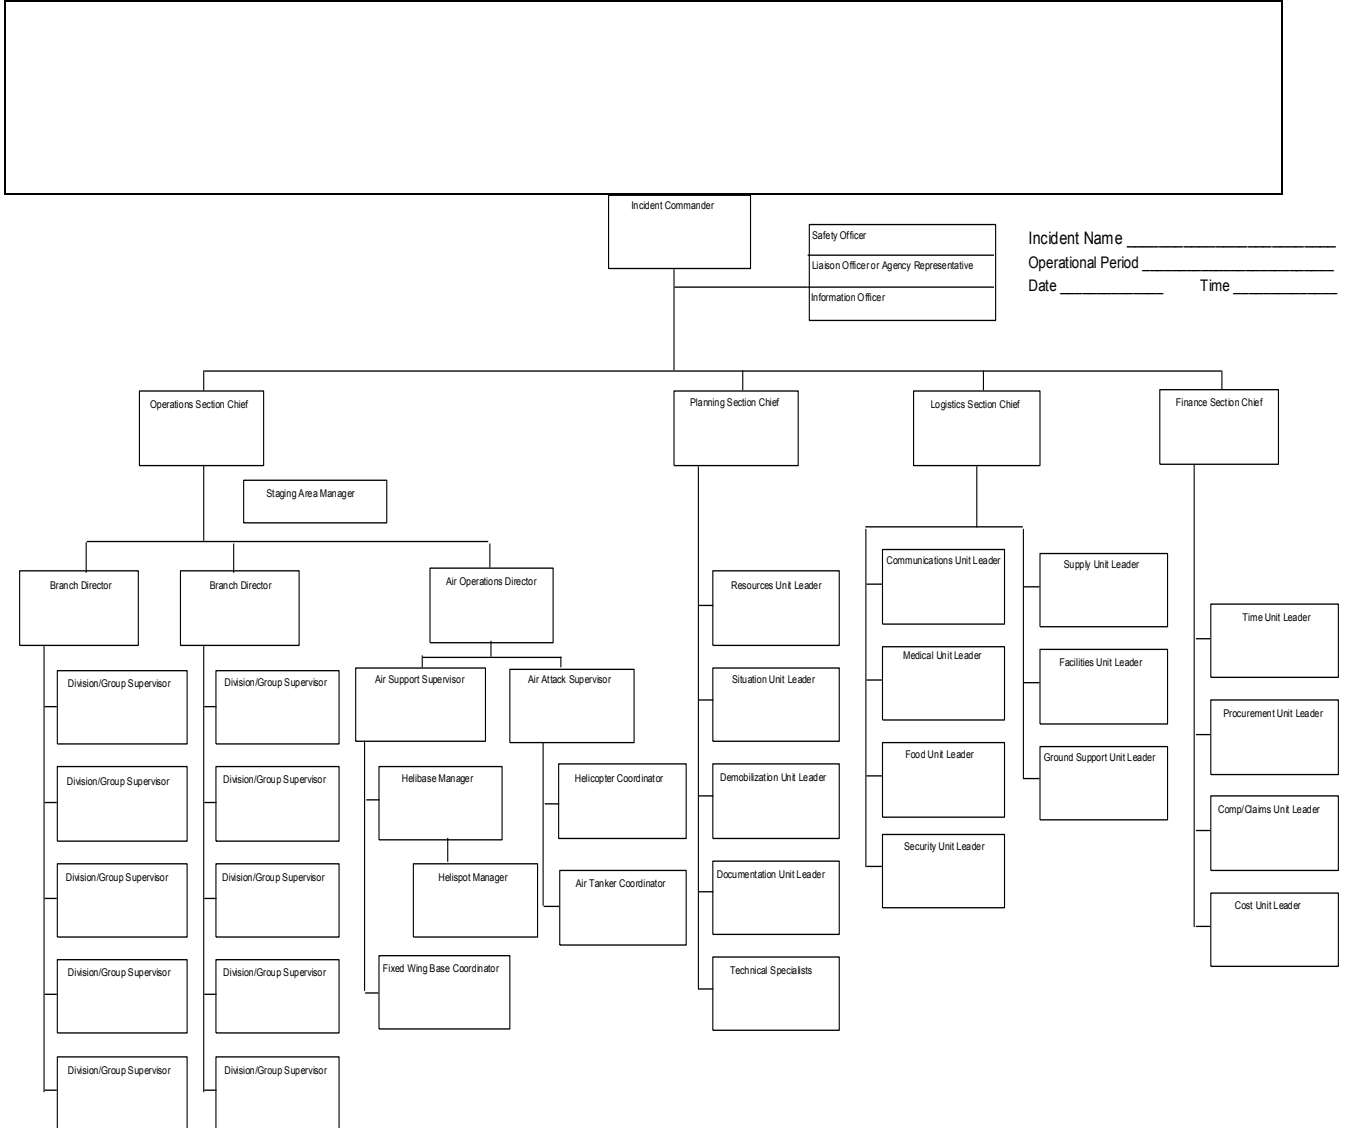 Incident Commander
Safety Officer
Liaison Officer or Agency Representative
Information Officer
Incident Name __________________________
Operational Period ________________________
Date _____________ Time _____________
Operations Section Chief
Planning Section Chief
Logistics Section Chief
Finance Section Chief
Staging Area Manager
Branch Director
Branch Director
Air Operations Director
Resources Unit Leader
Communications Unit Leader
Supply Unit Leader
Time Unit Leader
Division/Group Supervisor
Division/Group Supervisor
Air Support Supervisor
Air Attack Supervisor
Situation Unit Leader
Medical Unit Leader
Facilities Unit Leader
Procurement Unit Leader
Division/Group Supervisor
Division/Group Supervisor
Helibase Manager
Helicopter Coordinator
Demobilization Unit Leader
Food Unit Leader
Ground Support Unit Leader
Comp/Claims Unit Leader
Division/Group Supervisor
Division/Group Supervisor
Helispot Manager
Air Tanker Coordinator
Documentation Unit Leader
Security Unit Leader
Cost Unit Leader
Division/Group Supervisor
Division/Group Supervisor
Fixed Wing Base Coordinator
Technical Specialists
Division/Group Supervisor
Division/Group Supervisor